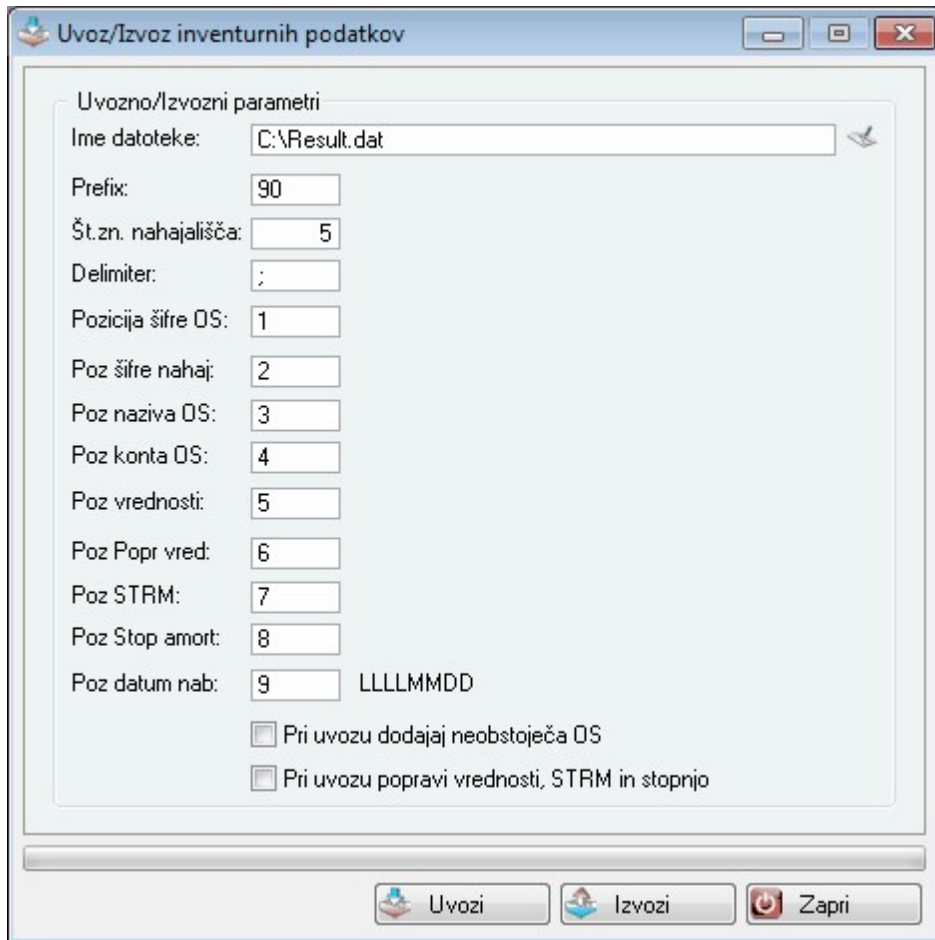 Uvoz/Izvoz inventurnih podatkov
Uvozno/Izvozni parametri
Ime datoteke: C:\Result.dat
Prefix: 90
Št.zn. nahajališča: 5
Delimiter: ;
Pozicija šifre OS: 1
Poz šifre nahaj: 2
Poz naziva OS: 3
Poz konta OS: 4
Poz vrednosti: 5
Poz Popr vred: 6
Poz STRM: 7
Poz Stop amort: 8
Poz datum nab: 9 LLLLMMDD
Pri uvozu dodajaj neobstoječa OS
Pri uvozu popravi vrednosti, STRM in stopnjo
Uvozi Izvozi Zapri